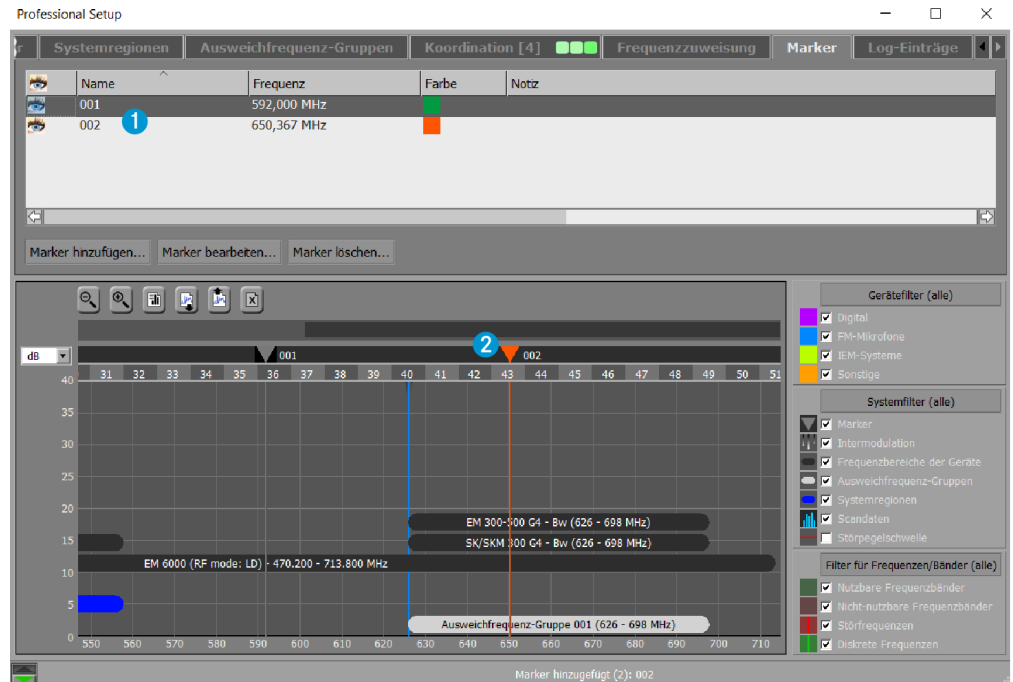 Professional Setup
r Systemregionen Ausweichfrequenz-Gruppen Koordination [4] Frequenzzuweisung Marker Log-Einträge
Name Frequenz Farbe Notiz
001 592,000 MHz
002 650,367 MHz
1
Marker hinzufügen... Marker bearbeiten... Marker löschen...
Gerätefilter (alle)
Digital
FM-Mikrofone
IEM-Systeme
Sonstige
Systemfilter (alle)
Marker
Intermodulation
Frequenzbereiche der Geräte
Ausweichfrequenz-Gruppen
Systemregionen
Scandaten
Störpegelschwelle
Filter für Frequenzen/Bänder (alle)
Nutzbare Frequenzbänder
Nicht-nutzbare Frequenzbänder
Störfrequenzen
Diskrete Frequenzen
dB 001 2 002
31 32 33 34 35 36 37 38 39 40 41 42 43 44 45 46 47 48 49 50 51
40
35
30
25
20
15
10
5
0
EM 300-500 G4 - Bw (626 - 698 MHz)
SK/SKM 300 G4 - Bw (626 - 698 MHz)
EM 6000 (RF mode: LD) - 470.200 - 713.800 MHz
Ausweichfrequenz-Gruppe 001 (626 - 698 MHz)
550 560 570 580 590 600 610 620 630 640 650 660 670 680 690 700 710
Marker hinzugefügt (2): 002